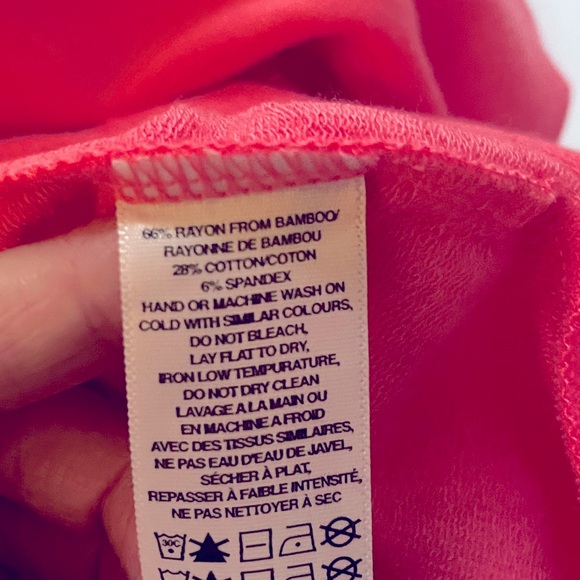 66% RAYON FROM BAMBOO/
RAYONNE DE BAMBOU
28% COTTON/COTON
6% SPANDEX
HAND OR MACHINE WASH ON
COLD WITH SIMILAR COLOURS,
DO NOT BLEACH,
LAY FLAT TO DRY,
IRON LOW TEMPURATURE,
DO NOT DRY CLEAN
LAVAGE A LA MAIN OU
EN MACHINE A FROID
AVEC DES TISSUS SIMILAIRES,
NE PAS EAU D'EAU DE JAVEL,
SÉCHER À PLAT,
REPASSER À FAIBLE INTENSITÉ,
NE PAS NETTOYER À SEC
30C